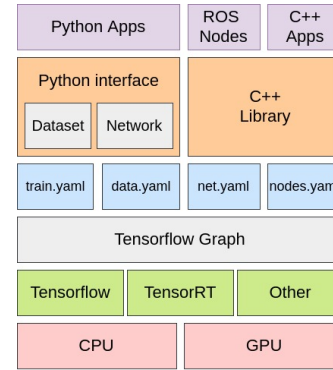 Python Apps
ROS
Nodes
C++
Apps
Python interface
Dataset
Network
C++
Library
train.yaml
data.yaml
net.yaml
nodes.yam
Tensorflow Graph
Tensorflow
TensorRT
Other
CPU
GPU